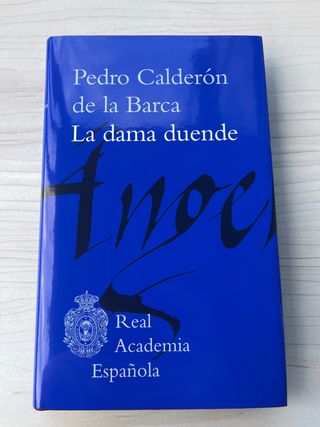 Pedro Calderón
de la Barca
La dama duende
Real
Academia
Española